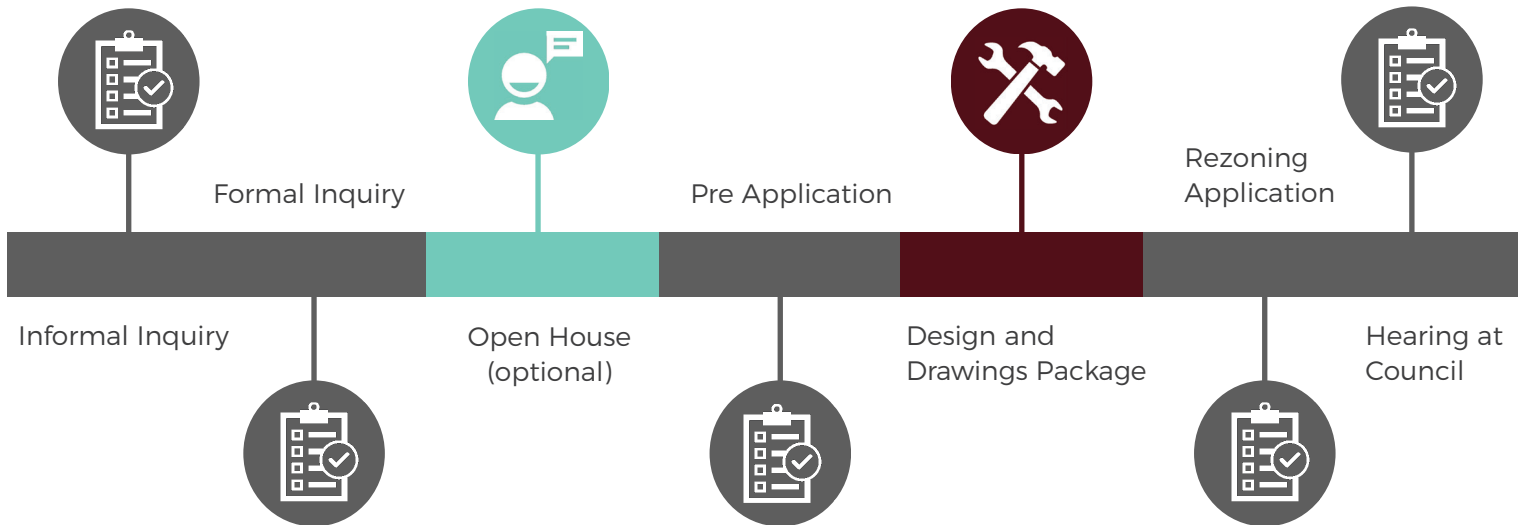 Informal Inquiry
Formal Inquiry
Open House
(optional)
Pre Application
Design and
Drawings Package
Rezoning
Application
Hearing at
Council